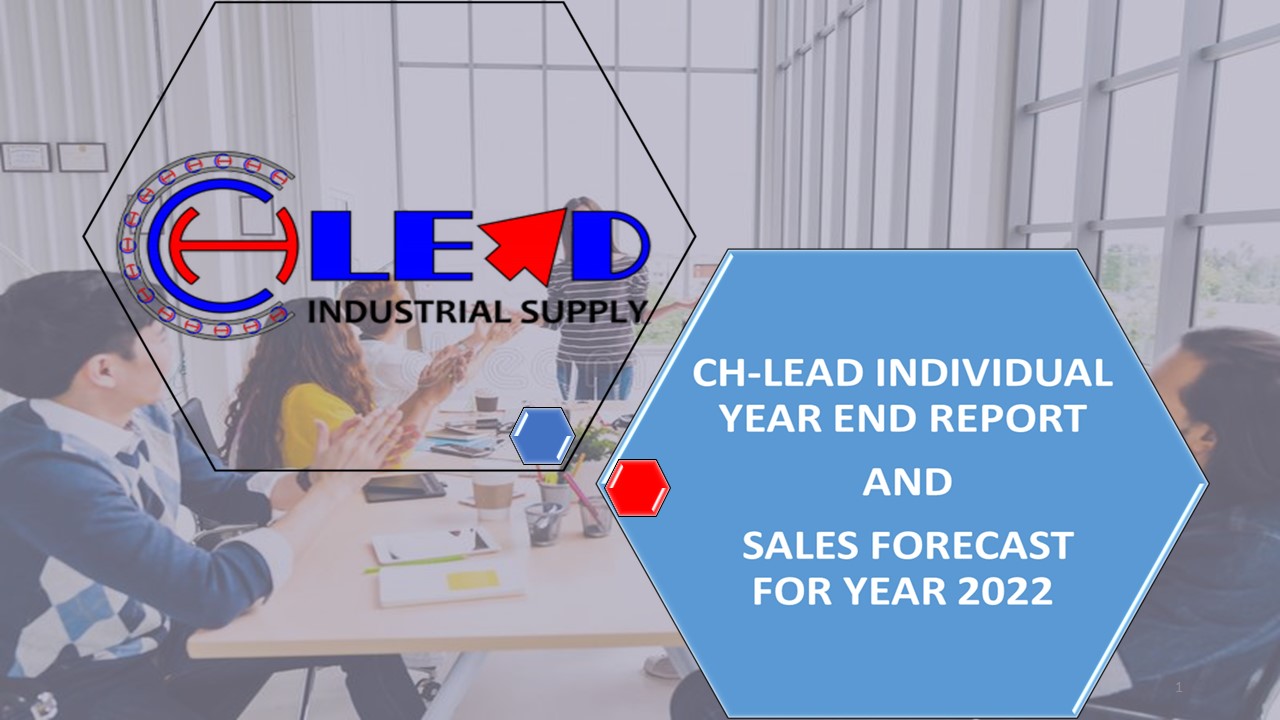 CH LEAD
INDUSTRIAL SUPPLY
CH-LEAD INDIVIDUAL
YEAR END REPORT
AND
SALES FORECAST
FOR YEAR 2022
1